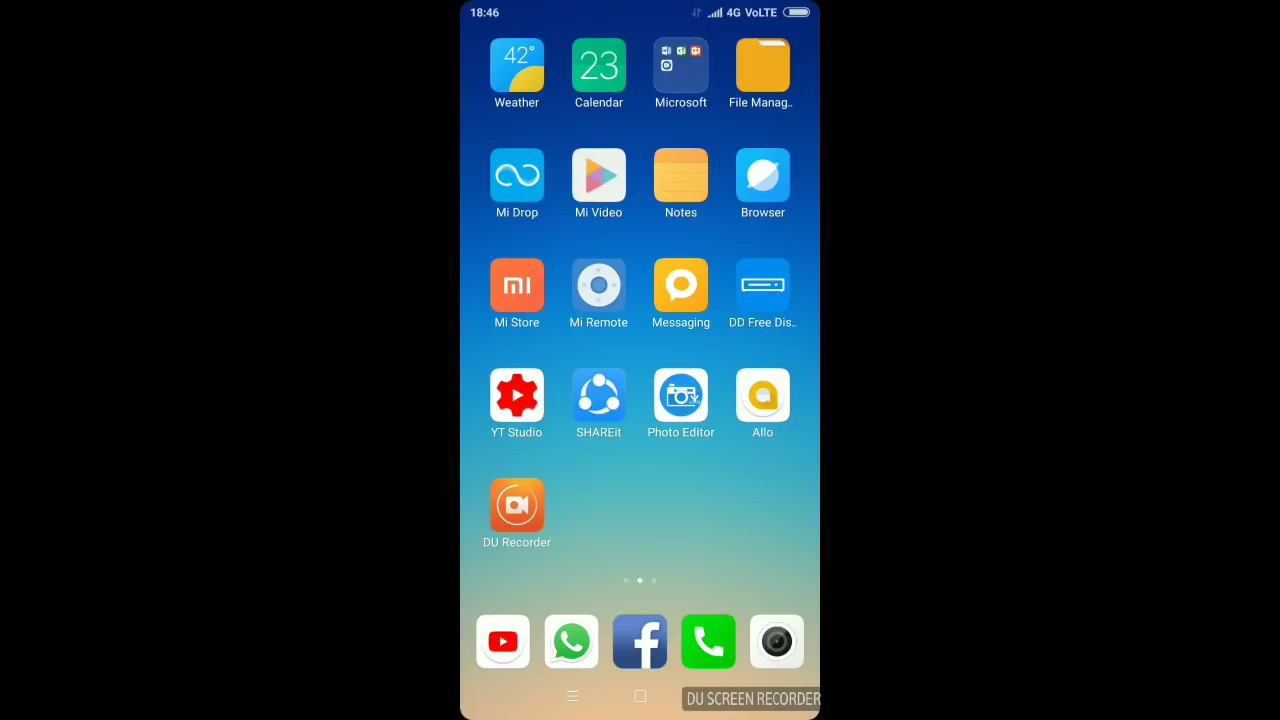 18:46 4G VoLTE
42° 23
Weather Calendar Microsoft File Manag..
Mi Drop Mi Video Notes Browser
Mi Store Mi Remote Messaging DD Free Dis..
YT Studio SHAREit Photo Editor Allo
DU Recorder
DU SCREEN RECORDER